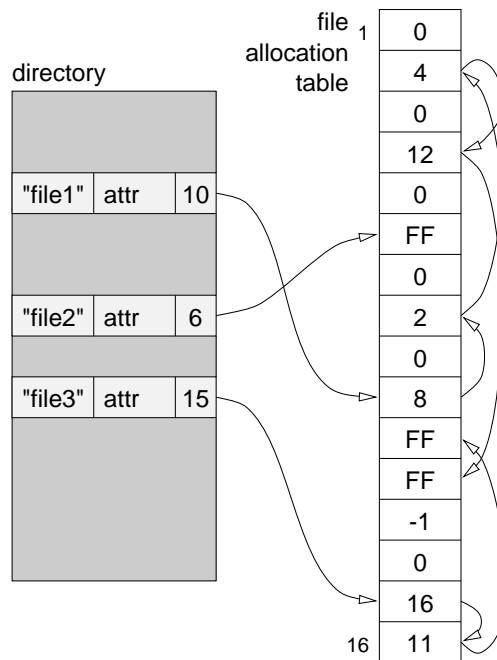 file
allocation
table
directory
"file1" attr 10
"file2" attr 6
"file3" attr 15
1 0
4
0
12
0
FF
0
2
0
8
FF
FF
-1
0
16
16 11